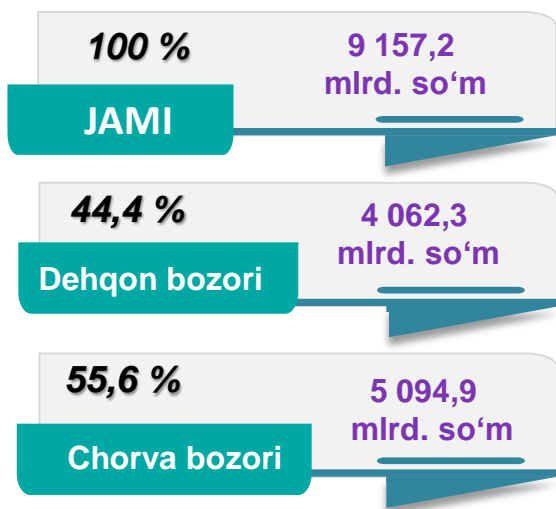 100 %
9 157,2
mlrd. so‘m
JAMI
44,4 %
4 062,3
mlrd. so‘m
Dehqon bozori
55,6 %
5 094,9
mlrd. so‘m
Chorva bozori